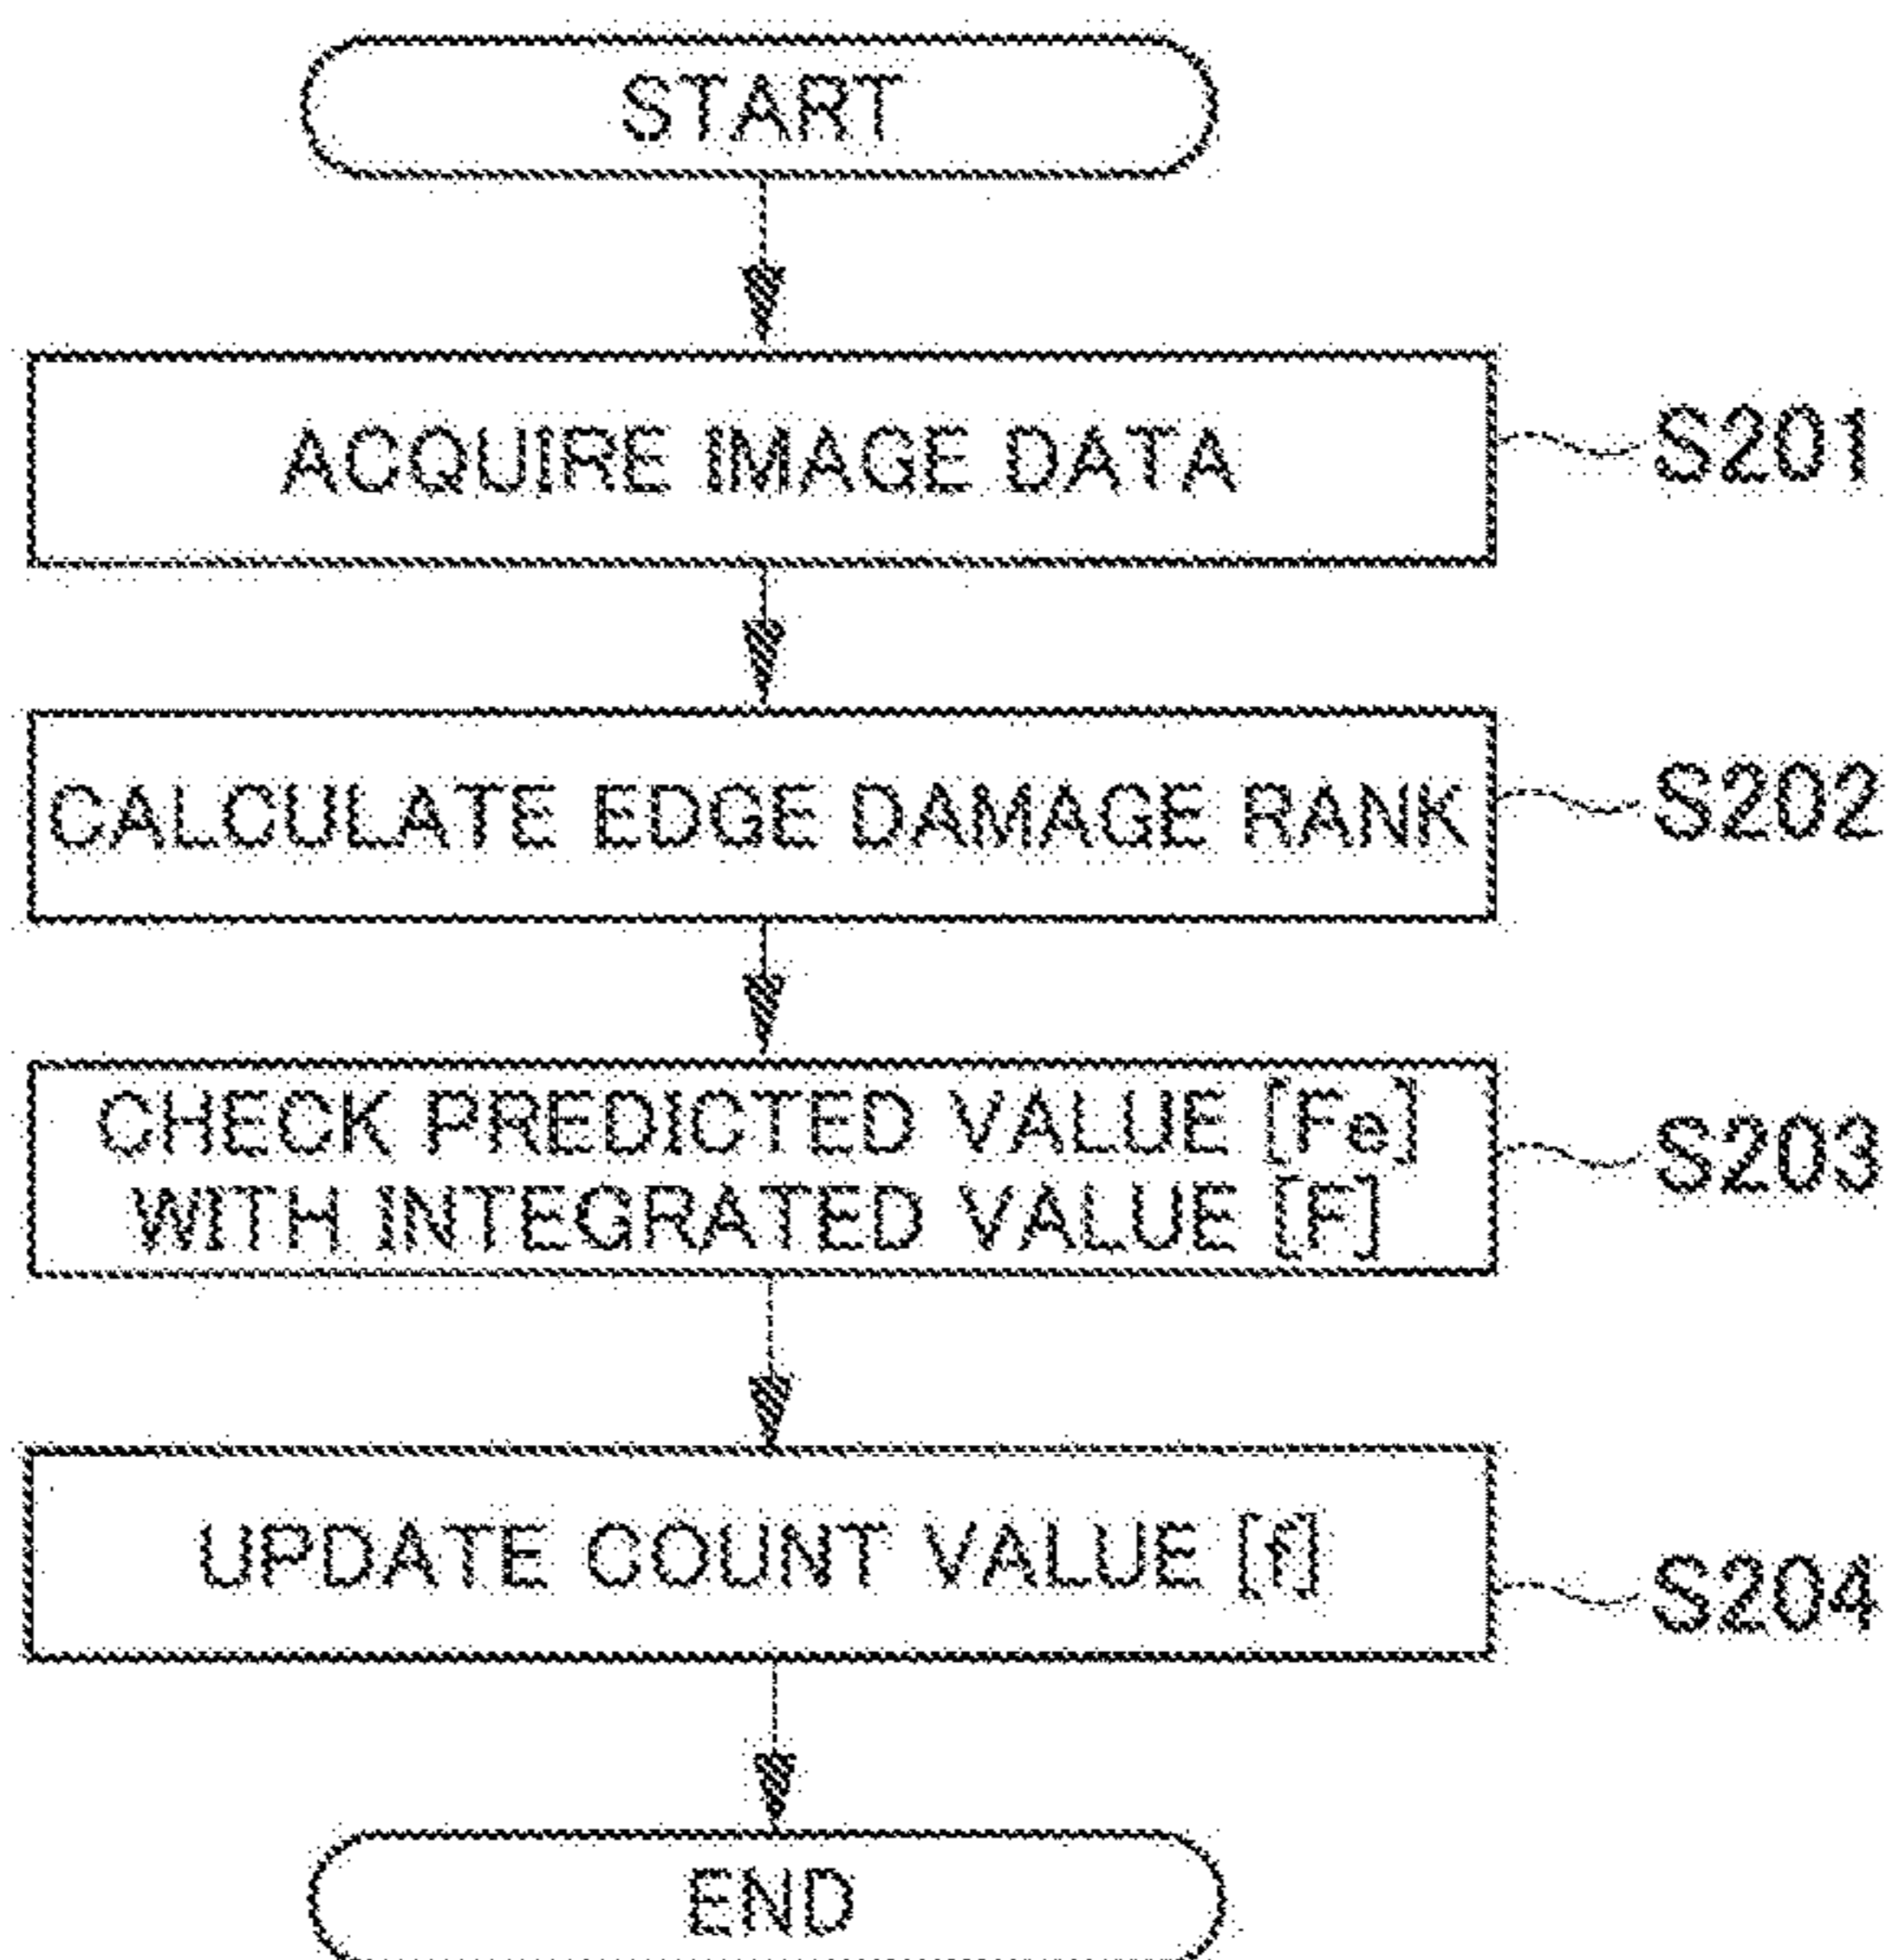 START
ACQUIRE IMAGE DATA
S201
CALCULATE EDGE DAMAGE RANK
S202
CHECK PREDICTED VALUE [Fe]
WITH INTEGRATED VALUE [F]
S203
UPDATE COUNT VALUE [f]
S204
END